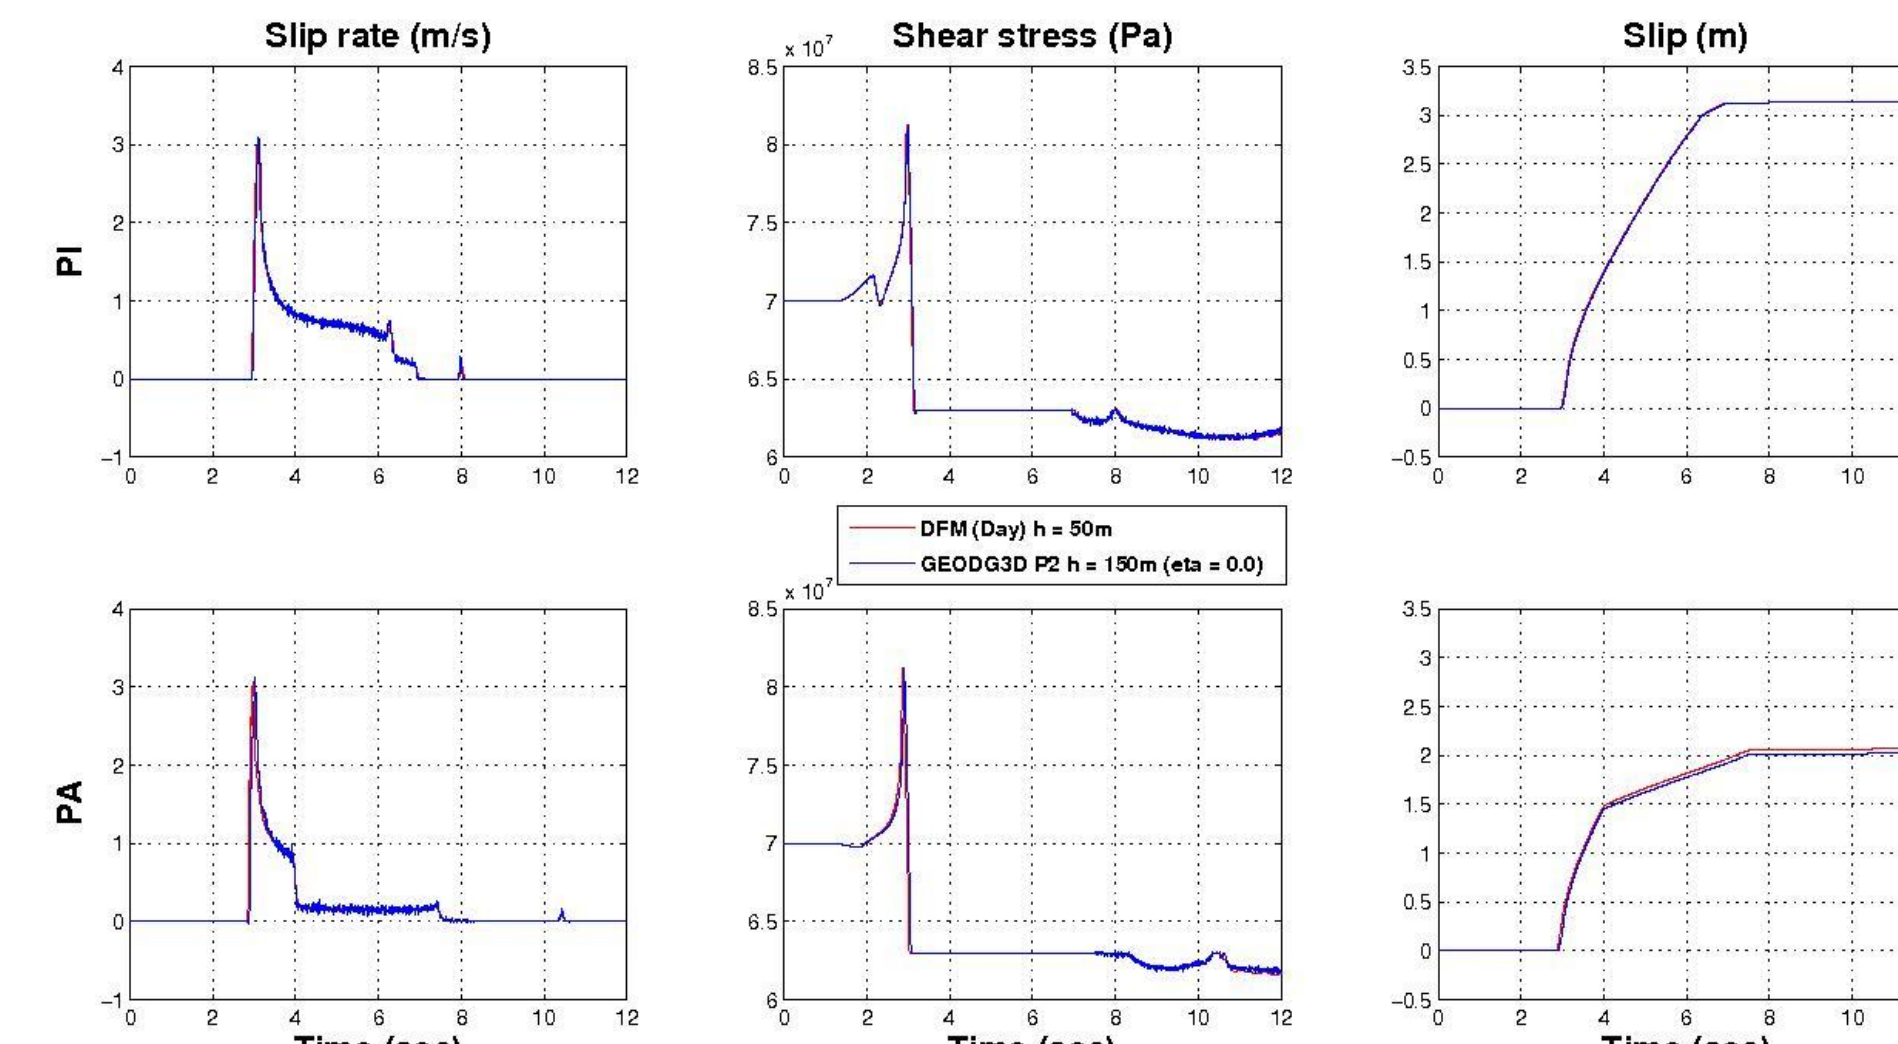 Slip rate (m/s)
Shear stress (Pa)
Slip (m)
x 10^7
4
3
2
1
0
−1
0 2 4 6 8 10 12
8.5
8
7.5
7
6.5
6
0 2 4 6 8 10 12
3.5
3
2.5
2
1.5
1
0.5
0
−0.5
0 2 4 6 8 10
PI
DFM (Day) h = 50m
GEODG3D P2 h = 150m (eta = 0.0)
x 10^7
4
3
2
1
0
−1
0 2 4 6 8 10 12
8.5
8
7.5
7
6.5
6
0 2 4 6 8 10 12
3.5
3
2.5
2
1.5
1
0.5
0
−0.5
0 2 4 6 8 10
PA
Time (sec)
Time (sec)
Time (sec)